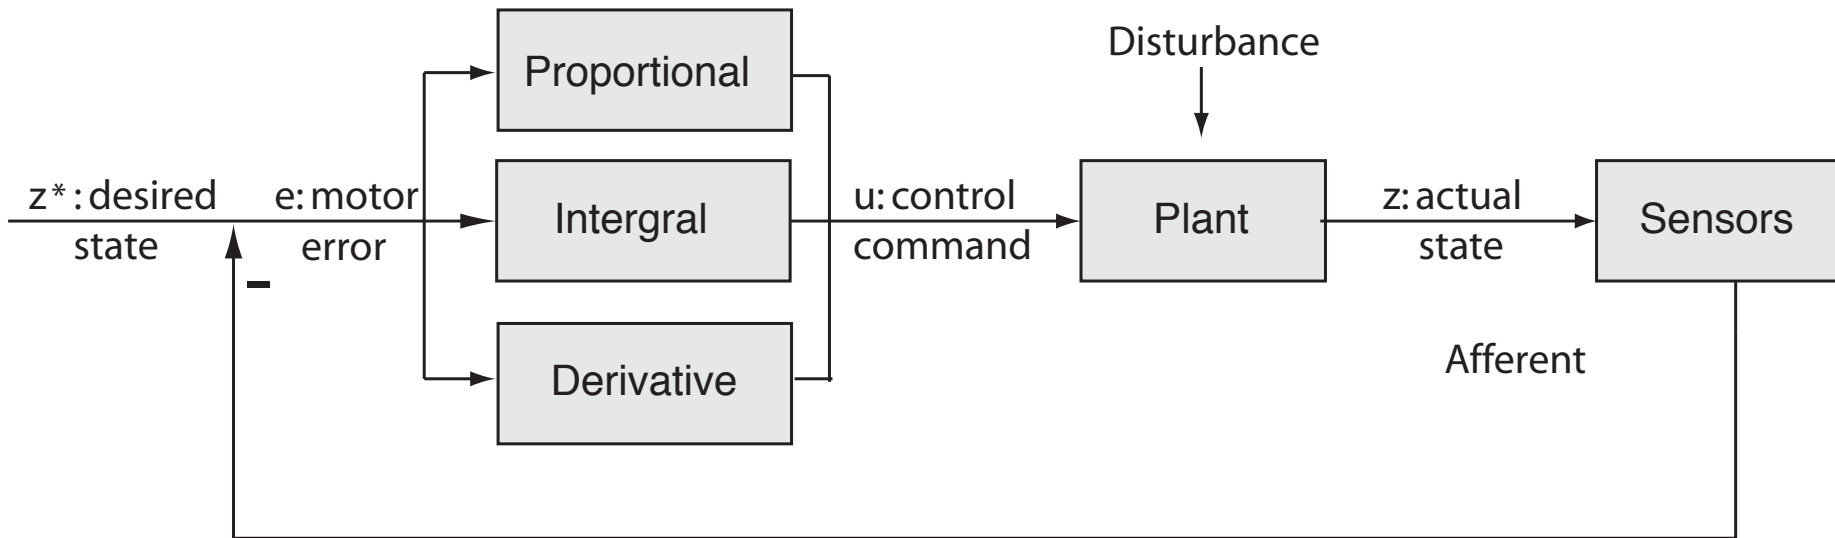 Proportional
Disturbance
z* : desired
state
e: motor
error
Intergral
u: control
command
Plant
z: actual
state
Sensors
-
Derivative
Afferent